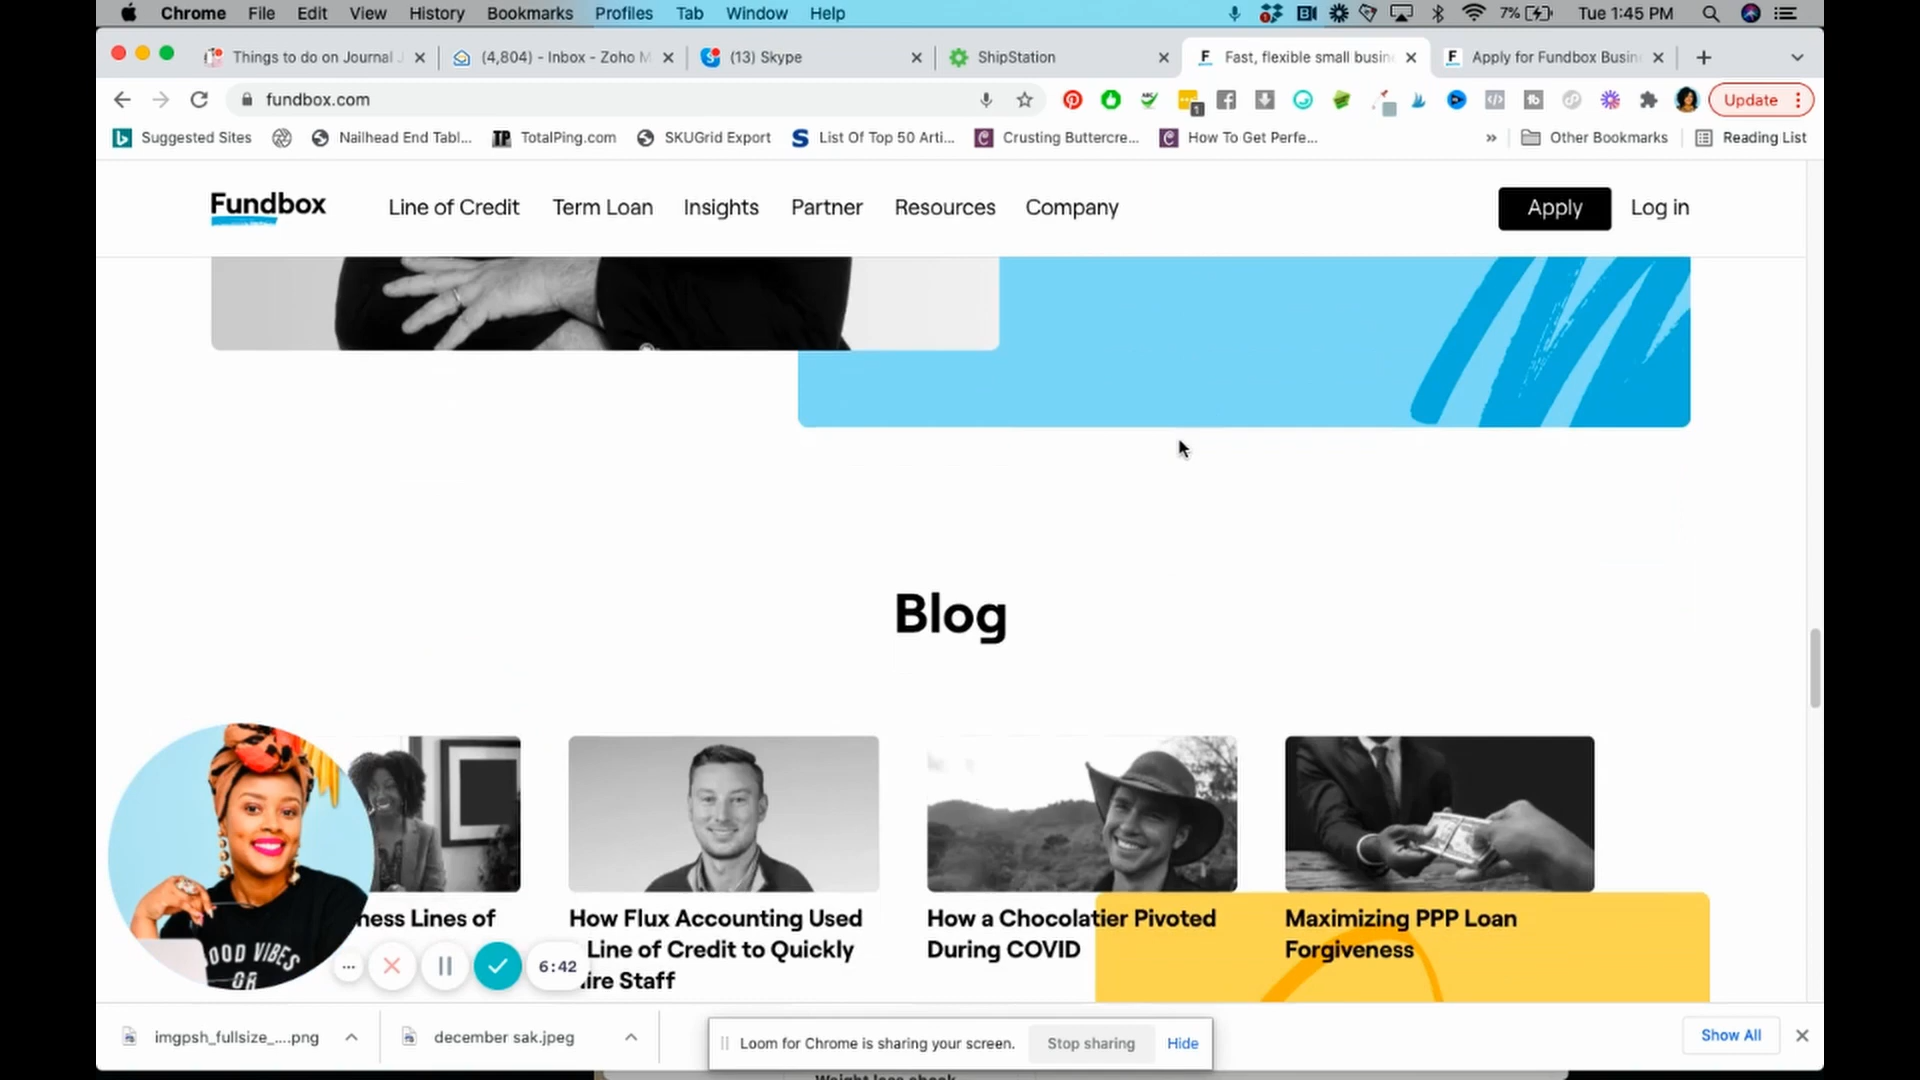 Chrome File Edit View History Bookmarks Profiles Tab Window Help 7% Tue 1:45 PM
Things to do on Journal (4,804) - Inbox - Zoho M (13) Skype ShipStation Fast, flexible small busin Apply for Fundbox Busin
fundbox.com Update
Suggested Sites Nailhead End Tabl... TotalPing.com SKUGrid Export List Of Top 50 Arti... Crusting Buttercre... How To Get Perfe... » Other Bookmarks Reading List
Fundbox Line of Credit Term Loan Insights Partner Resources Company Apply Log in
Blog
ness Lines of
How Flux Accounting Used
Line of Credit to Quickly
ire Staff
How a Chocolatier Pivoted
During COVID
Maximizing PPP Loan
Forgiveness
OOD VIBES
OR
6:42
imgpsh_fullsize_....png december sak.jpeg Show All
Loom for Chrome is sharing your screen. Stop sharing Hide